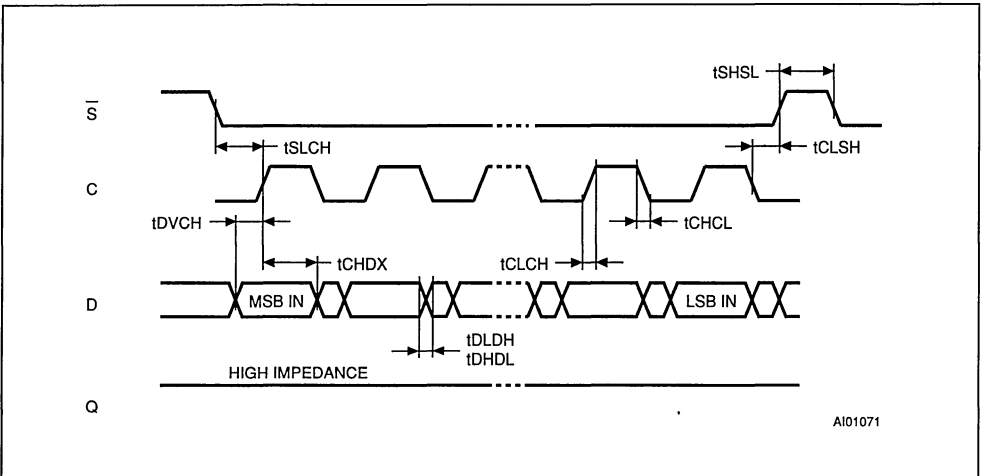 tSHSL
S̅
tSLCH
tCLSH
C
tDVCH
tCHCL
tCHDX
tCLCH
D
MSB IN
LSB IN
tDLDH
tDHDL
HIGH IMPEDANCE
Q
AI01071